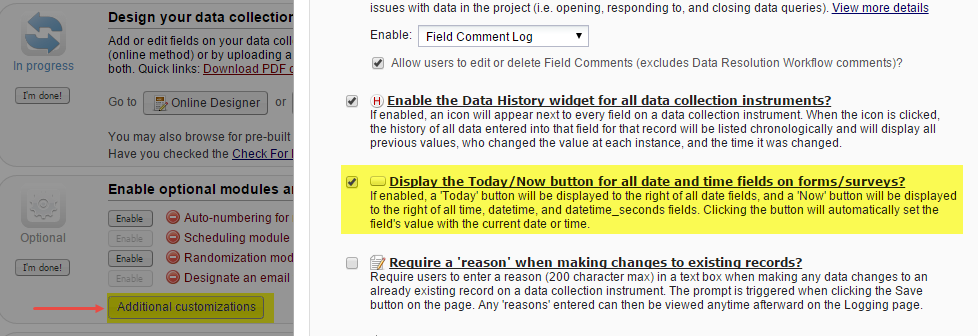 Design your data collection
Add or edit fields on your data coll
(online method) or by uploading a
both. Quick links: Download PDF o
In progress
I'm done!
Go to Online Designer or
You may also browse for pre-built
Have you checked the Check For I
Enable optional modules a
Enable Auto-numbering for
Enable Scheduling module
Enable Randomization mod
Enable Designate an email
Optional
I'm done!
Additional customizations
issues with data in the project (i.e. opening, responding to, and closing data queries). View more details
Enable: Field Comment Log
Allow users to edit or delete Field Comments (excludes Data Resolution Workflow comments)?
H Enable the Data History widget for all data collection instruments?
If enabled, an icon will appear next to every field on a data collection instrument. When the icon is clicked,
the history of all data entered into that field for that record will be listed chronologically and will display all
previous values, who changed the value at each instance, and the time it was changed.
Display the Today/Now button for all date and time fields on forms/surveys?
If enabled, a 'Today' button will be displayed to the right of all date fields, and a 'Now' button will be displayed
to the right of all time, datetime, and datetime_seconds fields. Clicking the button will automatically set the
field's value with the current date or time.
Require a 'reason' when making changes to existing records?
Require users to enter a reason (200 character max) in a text box when making any data changes to an
already existing record on a data collection instrument. The prompt is triggered when clicking the Save
button on the page. Any 'reasons' entered can then be viewed anytime afterward on the Logging page.